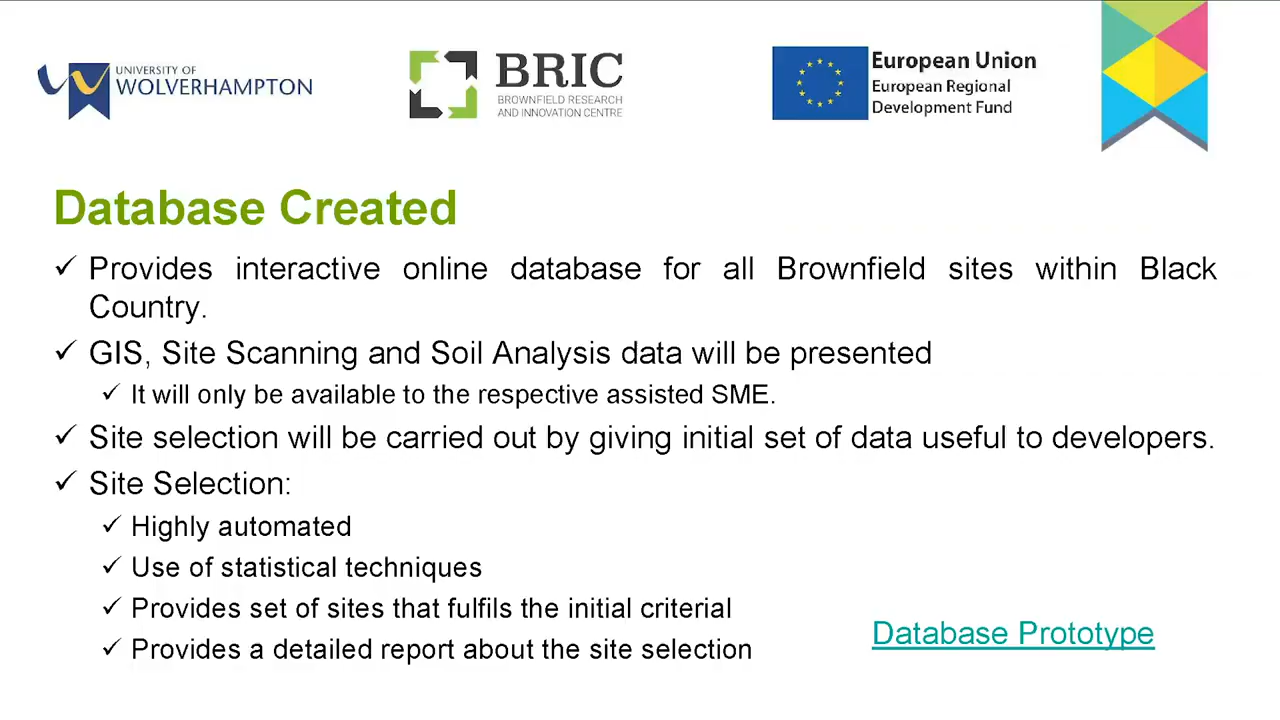 UNIVERSITY OF
WOLVERHAMPTON
BRIC
BROWNFIELD RESEARCH
AND INNOVATION CENTRE
European Union
European Regional
Development Fund
Database Created
✓ Provides interactive online database for all Brownfield sites within Black
Country.
✓ GIS, Site Scanning and Soil Analysis data will be presented
✓ It will only be available to the respective assisted SME.
✓ Site selection will be carried out by giving initial set of data useful to developers.
✓ Site Selection:
✓ Highly automated
✓ Use of statistical techniques
✓ Provides set of sites that fulfils the initial criterial
✓ Provides a detailed report about the site selection
Database Prototype